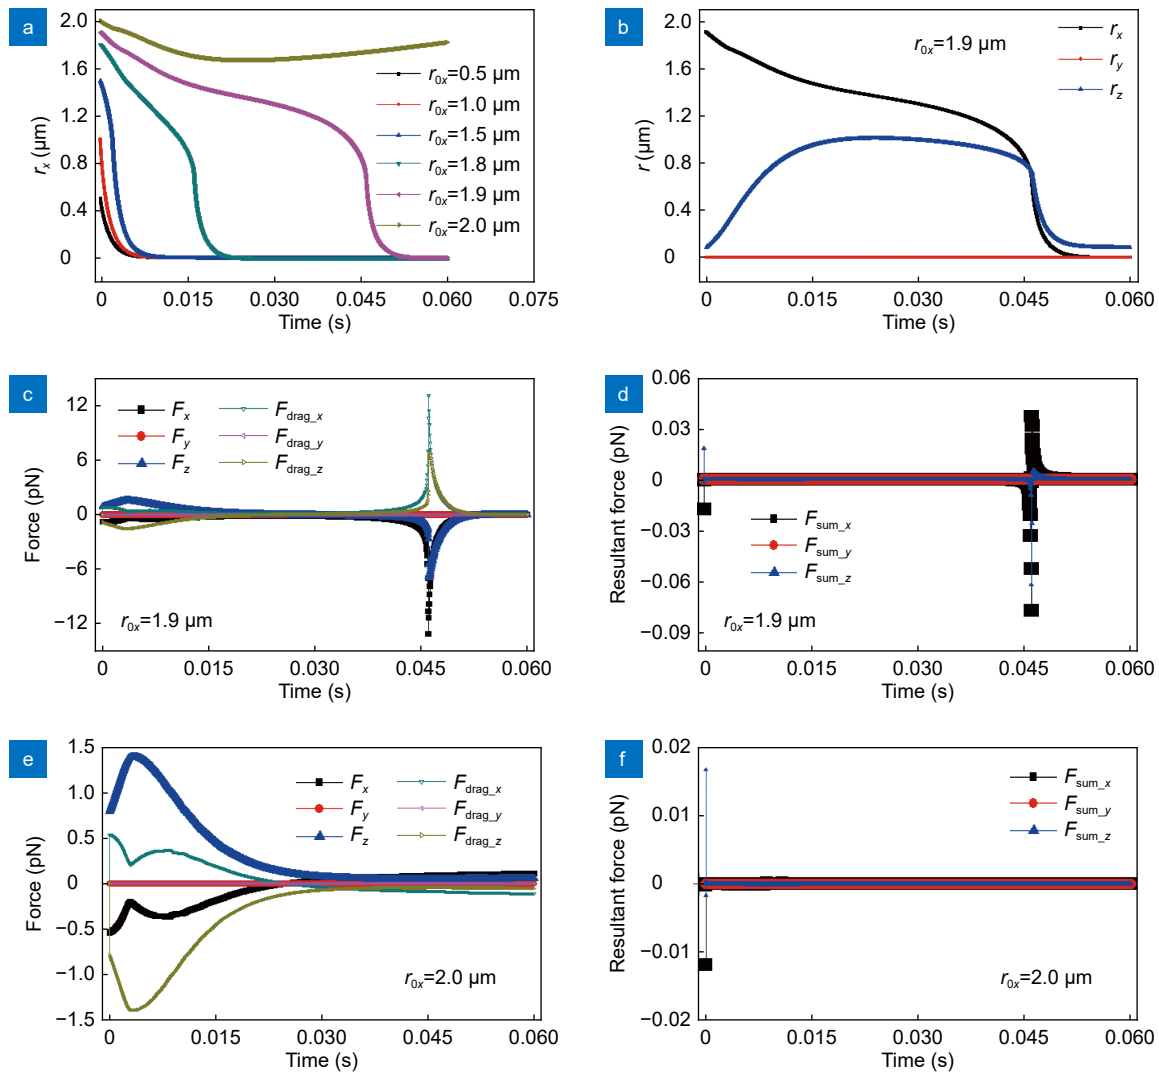 a
2.0
1.6
1.2
0.8
0.4
0
r_x (μm)
r_0x=0.5 μm
r_0x=1.0 μm
r_0x=1.5 μm
r_0x=1.8 μm
r_0x=1.9 μm
r_0x=2.0 μm
0 0.015 0.030 0.045 0.060 0.075
Time (s)
b
2.0
1.6
1.2
0.8
0.4
0
r (μm)
r_0x=1.9 μm
r_x
r_y
r_z
0 0.015 0.030 0.045 0.060
Time (s)
c
12
6
0
−6
−12
Force (pN)
F_x F_drag_x
F_y F_drag_y
F_z F_drag_z
r_0x=1.9 μm
0 0.015 0.030 0.045 0.060
Time (s)
d
0.06
0.03
0
−0.03
−0.06
−0.09
Resultant force (pN)
F_sum_x
F_sum_y
F_sum_z
r_0x=1.9 μm
0 0.015 0.030 0.045 0.060
Time (s)
e
1.5
1.0
0.5
0
−0.5
−1.0
−1.5
Force (pN)
F_x F_drag_x
F_y F_drag_y
F_z F_drag_z
r_0x=2.0 μm
0 0.015 0.030 0.045 0.060
Time (s)
f
0.02
0.01
0
−0.01
−0.02
Resultant force (pN)
F_sum_x
F_sum_y
F_sum_z
r_0x=2.0 μm
0 0.015 0.030 0.045 0.060
Time (s)